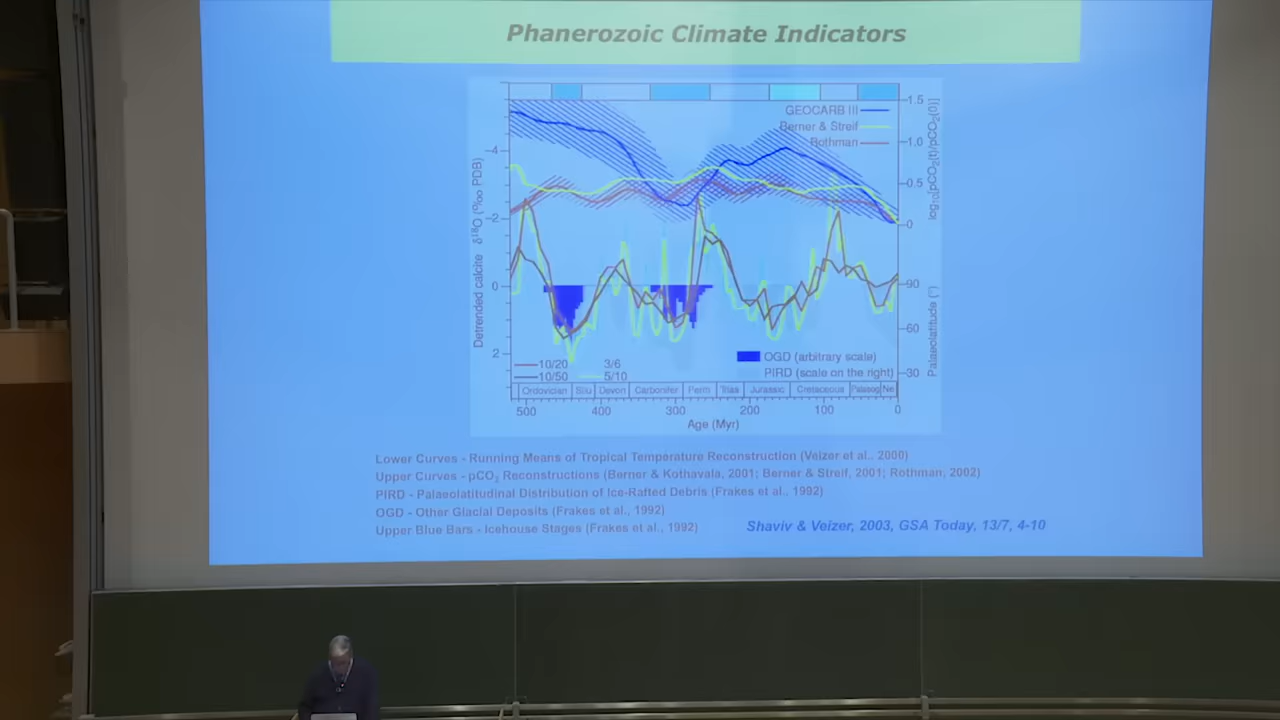 Phanerozoic Climate Indicators
1.5
GEOCARB III
Berner & Streif
Rothman
1.0
0.5
0
-4
-2
0
2
90
60
30
Detrended calcite δ¹⁸O (‰ PDB)
log₁₀[pCO₂(t)/pCO₂(0)]
Palaeolatitude (°)
OGD (arbitrary scale)
PIRD (scale on the right)
10/20 3/6
10/50 5/10
Ordovician Silu Devon Carbonifer Perm Trias Jurassic Cretaceous Palaeog Ne
500 400 300 200 100 0
Age (Myr)
Lower Curves - Running Means of Tropical Temperature Reconstruction (Veizer et al., 2000)
Upper Curves - pCO₂ Reconstructions (Berner & Kothavala, 2001; Berner & Streif, 2001; Rothman, 2002)
PIRD - Palaeolatitudinal Distribution of Ice-Rafted Debris (Frakes et al., 1992)
OGD - Other Glacial Deposits (Frakes et al., 1992)
Upper Blue Bars - Icehouse Stages (Frakes et al., 1992)
Shaviv & Veizer, 2003, GSA Today, 13/7, 4-10